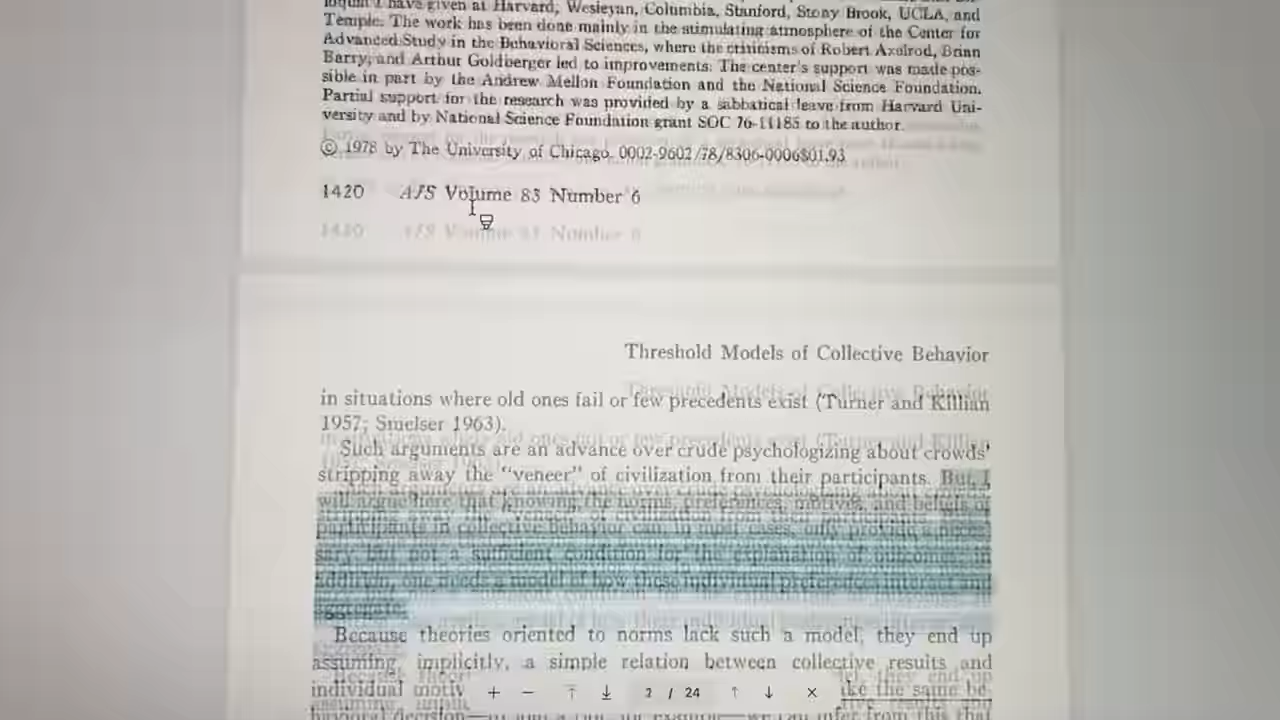 loquia I have given at Harvard, Wesleyan, Columbia, Stanford, Stony Brook, UCLA, and
Temple. The work has been done mainly in the stimulating atmosphere of the Center for
Advanced Study in the Behavioral Sciences, where the criticisms of Robert Axelrod, Brian
Barry, and Arthur Goldberger led to improvements. The center's support was made pos-
sible in part by the Andrew Mellon Foundation and the National Science Foundation.
Partial support for the research was provided by a sabbatical leave from Harvard Uni-
versity and by National Science Foundation grant SOC 76-11185 to the author.
© 1978 by The University of Chicago. 0002-9602/78/8306-0006$01.93
1420 AJS Volume 83 Number 6
Threshold Models of Collective Behavior
in situations where old ones fail or few precedents exist (Turner and Killian
1957; Smelser 1963).
Such arguments are an advance over crude psychologizing about crowds'
stripping away the "veneer" of civilization from their participants. But I
will argue here that knowing the norms, preferences, motives, and beliefs of
participants in collective behavior can, in most cases, only provide a neces-
sary but not a sufficient condition for the explanation of outcomes; in
addition, one needs a model of how these individual preferences interact and
aggregate.
Because theories oriented to norms lack such a model, they end up
assuming, implicitly, a simple relation between collective results and
individual motiv
+ − 2 / 24 ×
ke the same be-